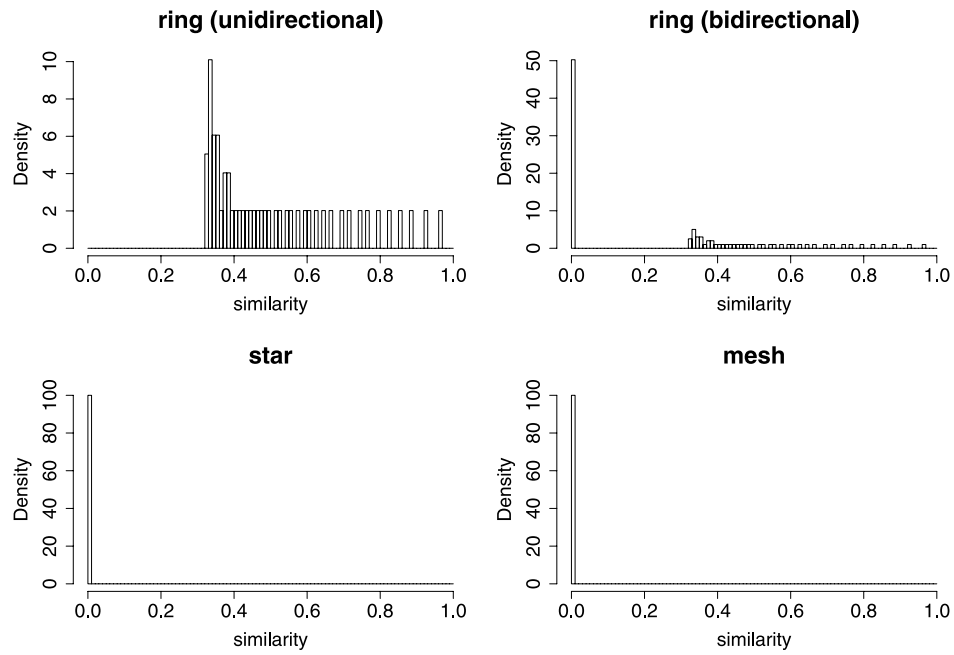 ring (unidirectional)
Density
0 2 4 6 8 10
0.0 0.2 0.4 0.6 0.8 1.0
similarity
ring (bidirectional)
Density
0 10 20 30 40 50
0.0 0.2 0.4 0.6 0.8 1.0
similarity
star
Density
0 20 40 60 80 100
0.0 0.2 0.4 0.6 0.8 1.0
similarity
mesh
Density
0 20 40 60 80 100
0.0 0.2 0.4 0.6 0.8 1.0
similarity